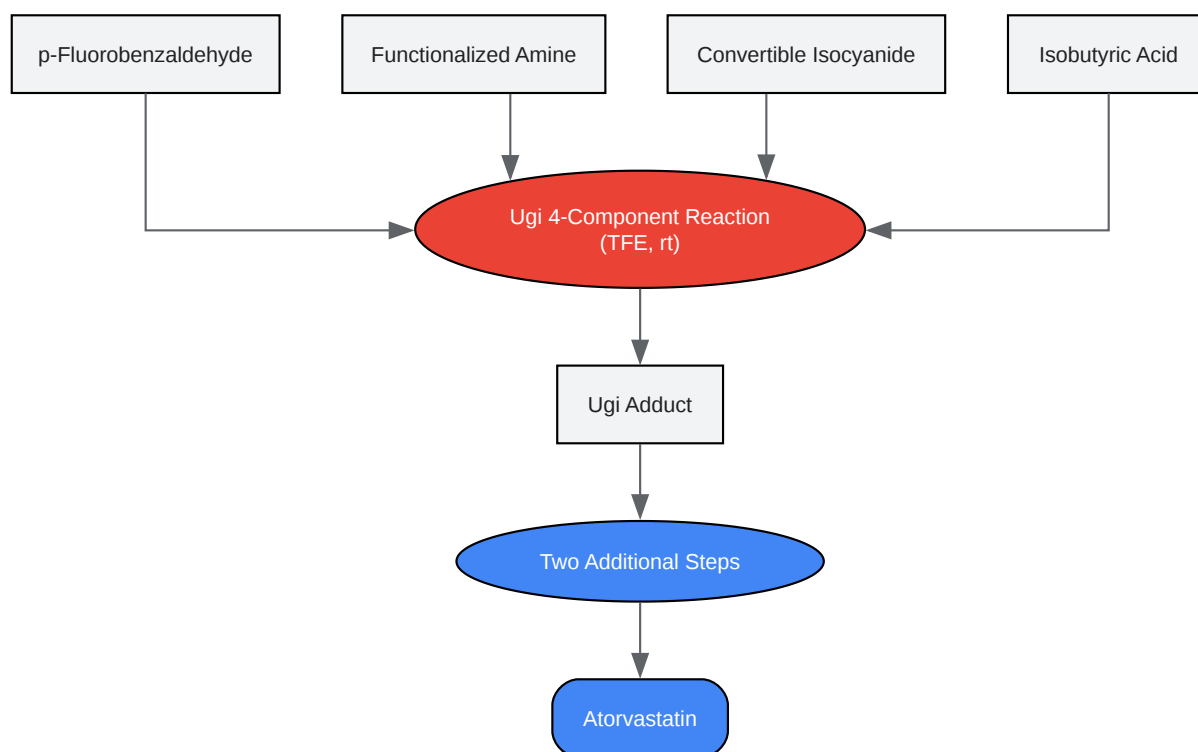 p-Fluorobenzaldehyde
Functionalized Amine
Convertible Isocyanide
Isobutyric Acid
Ugi 4-Component Reaction
(TFE, rt)
Ugi Adduct
Two Additional Steps
Atorvastatin